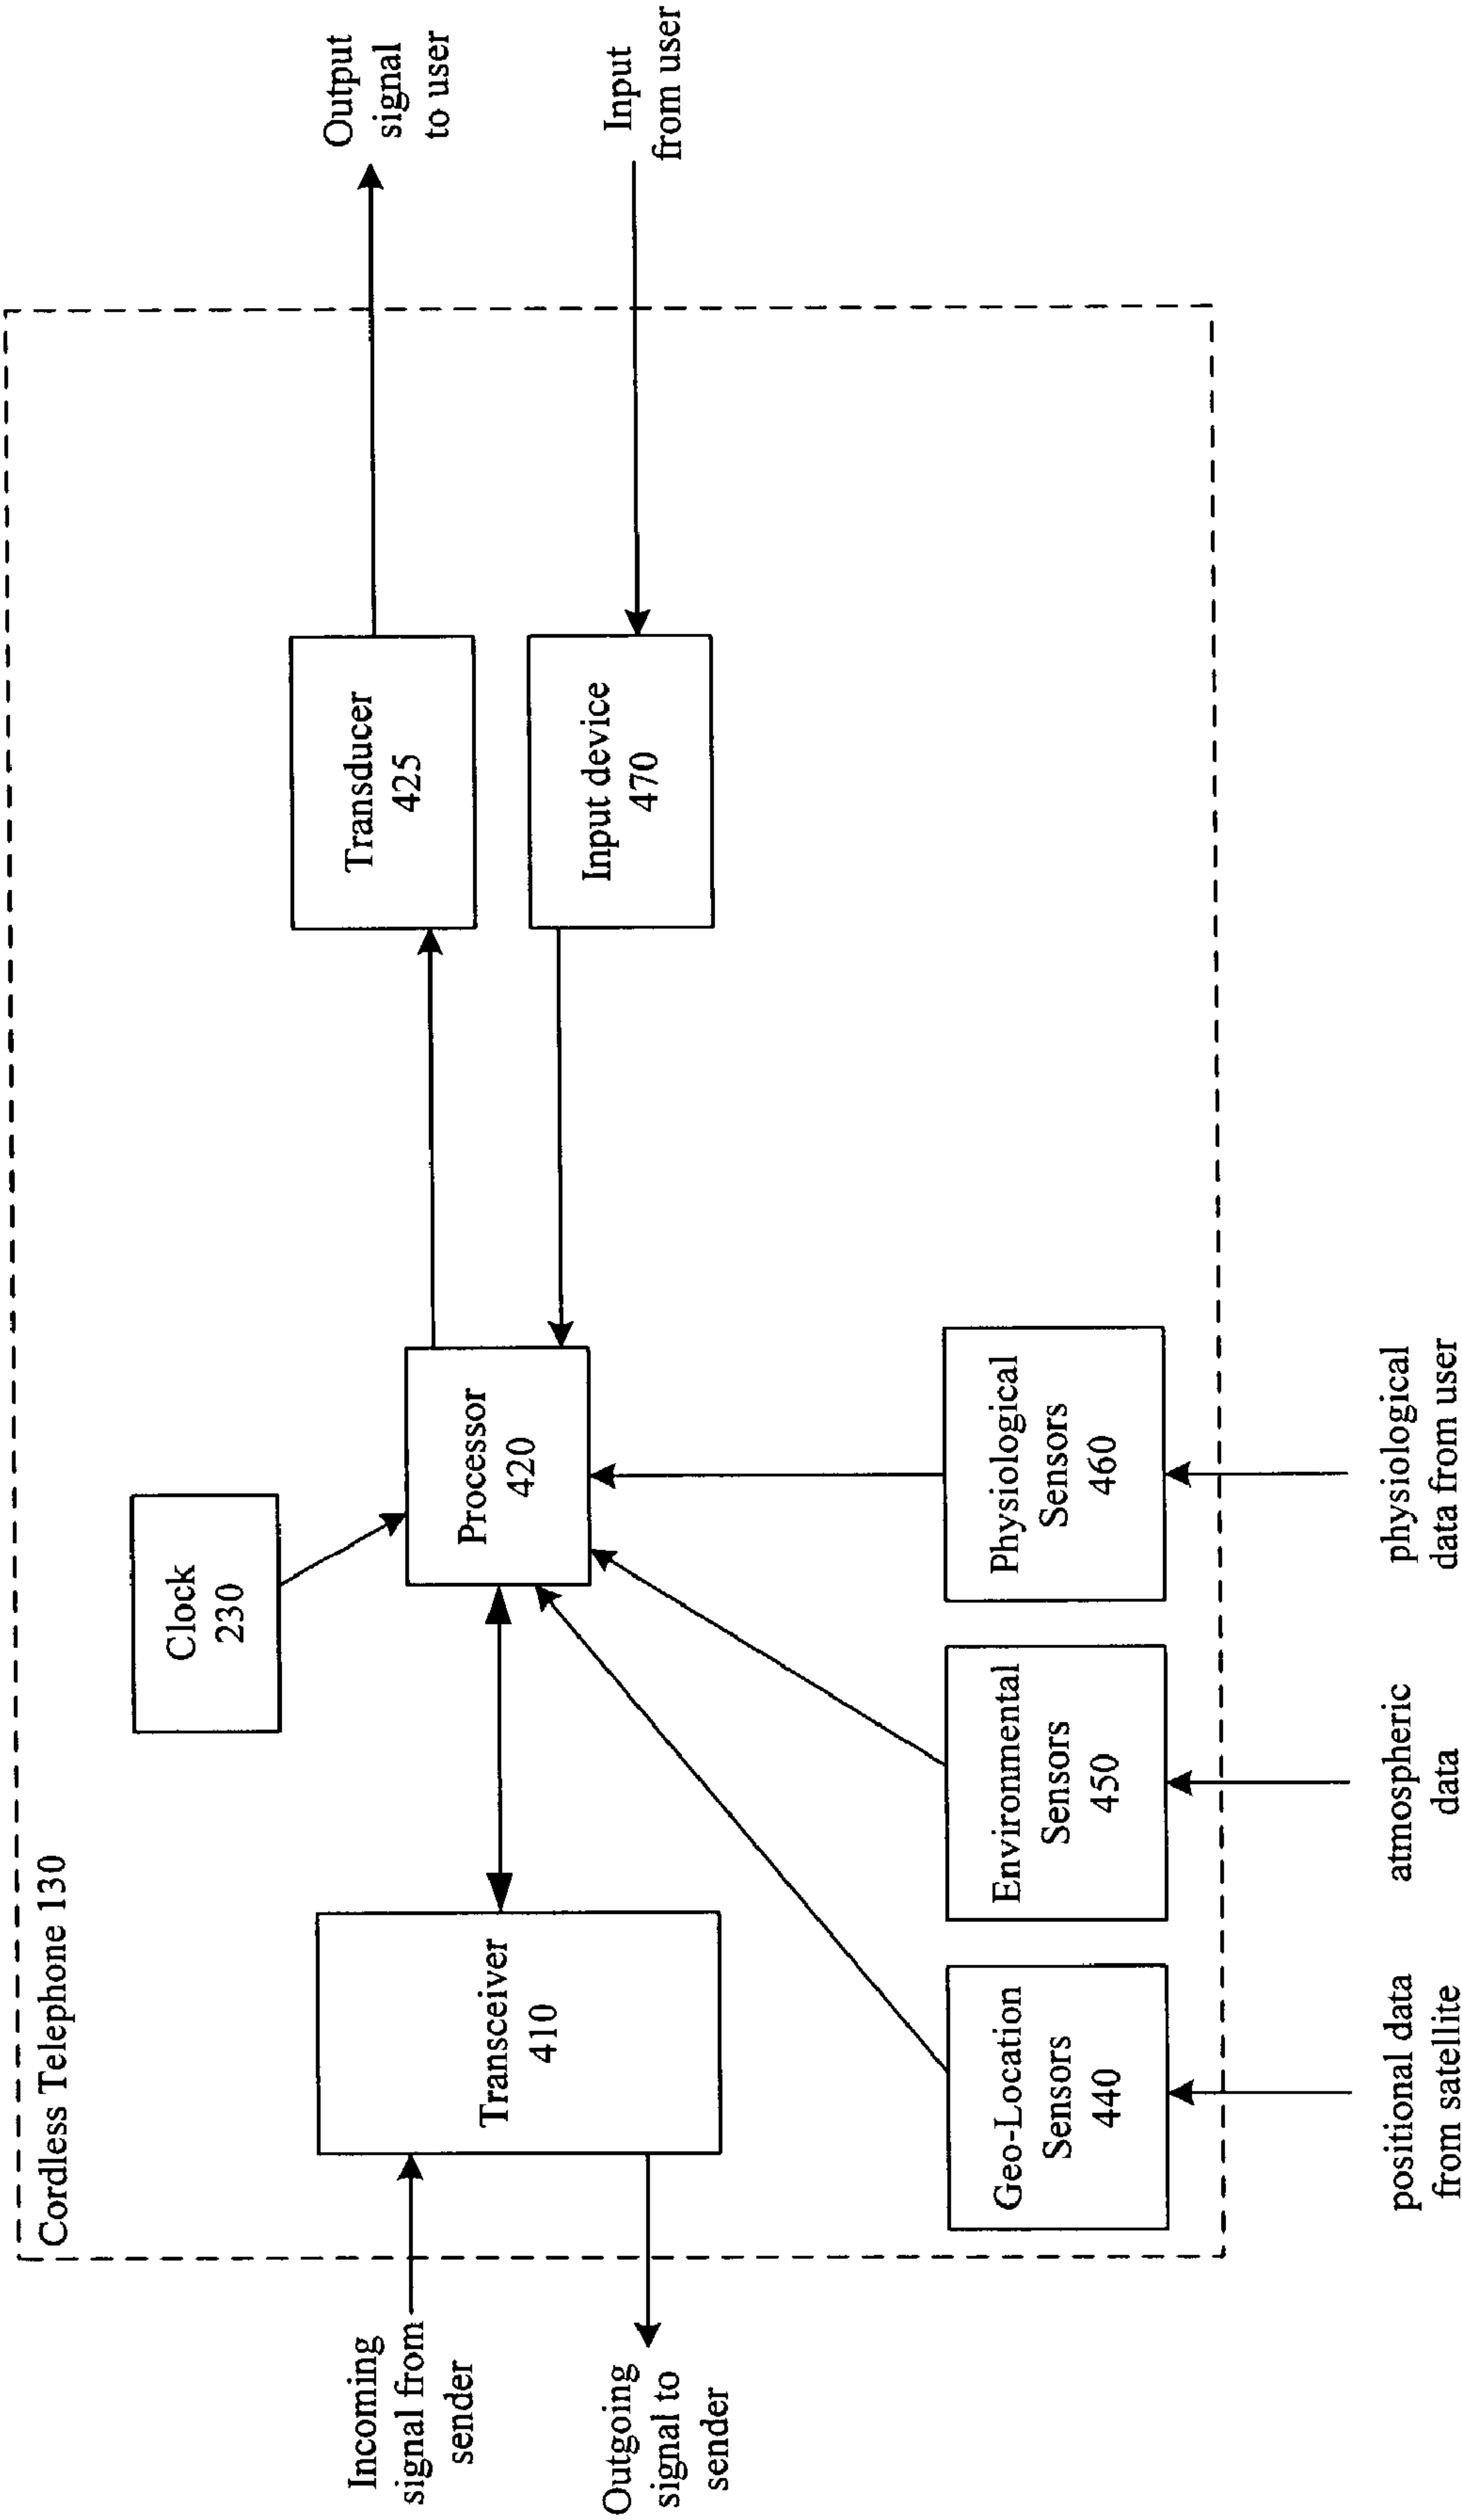 Cordless Telephone 130
Clock
230
Incoming
signal from
sender
Outgoing
signal to
sender
Transceiver
410
Processor
420
Transducer
425
Input device
470
Output
signal
to user
Input
from user
Geo-Location
Sensors
440
Environmental
Sensors
450
Physiological
Sensors
460
positional data
from satellite
atmospheric
data
physiological
data from user